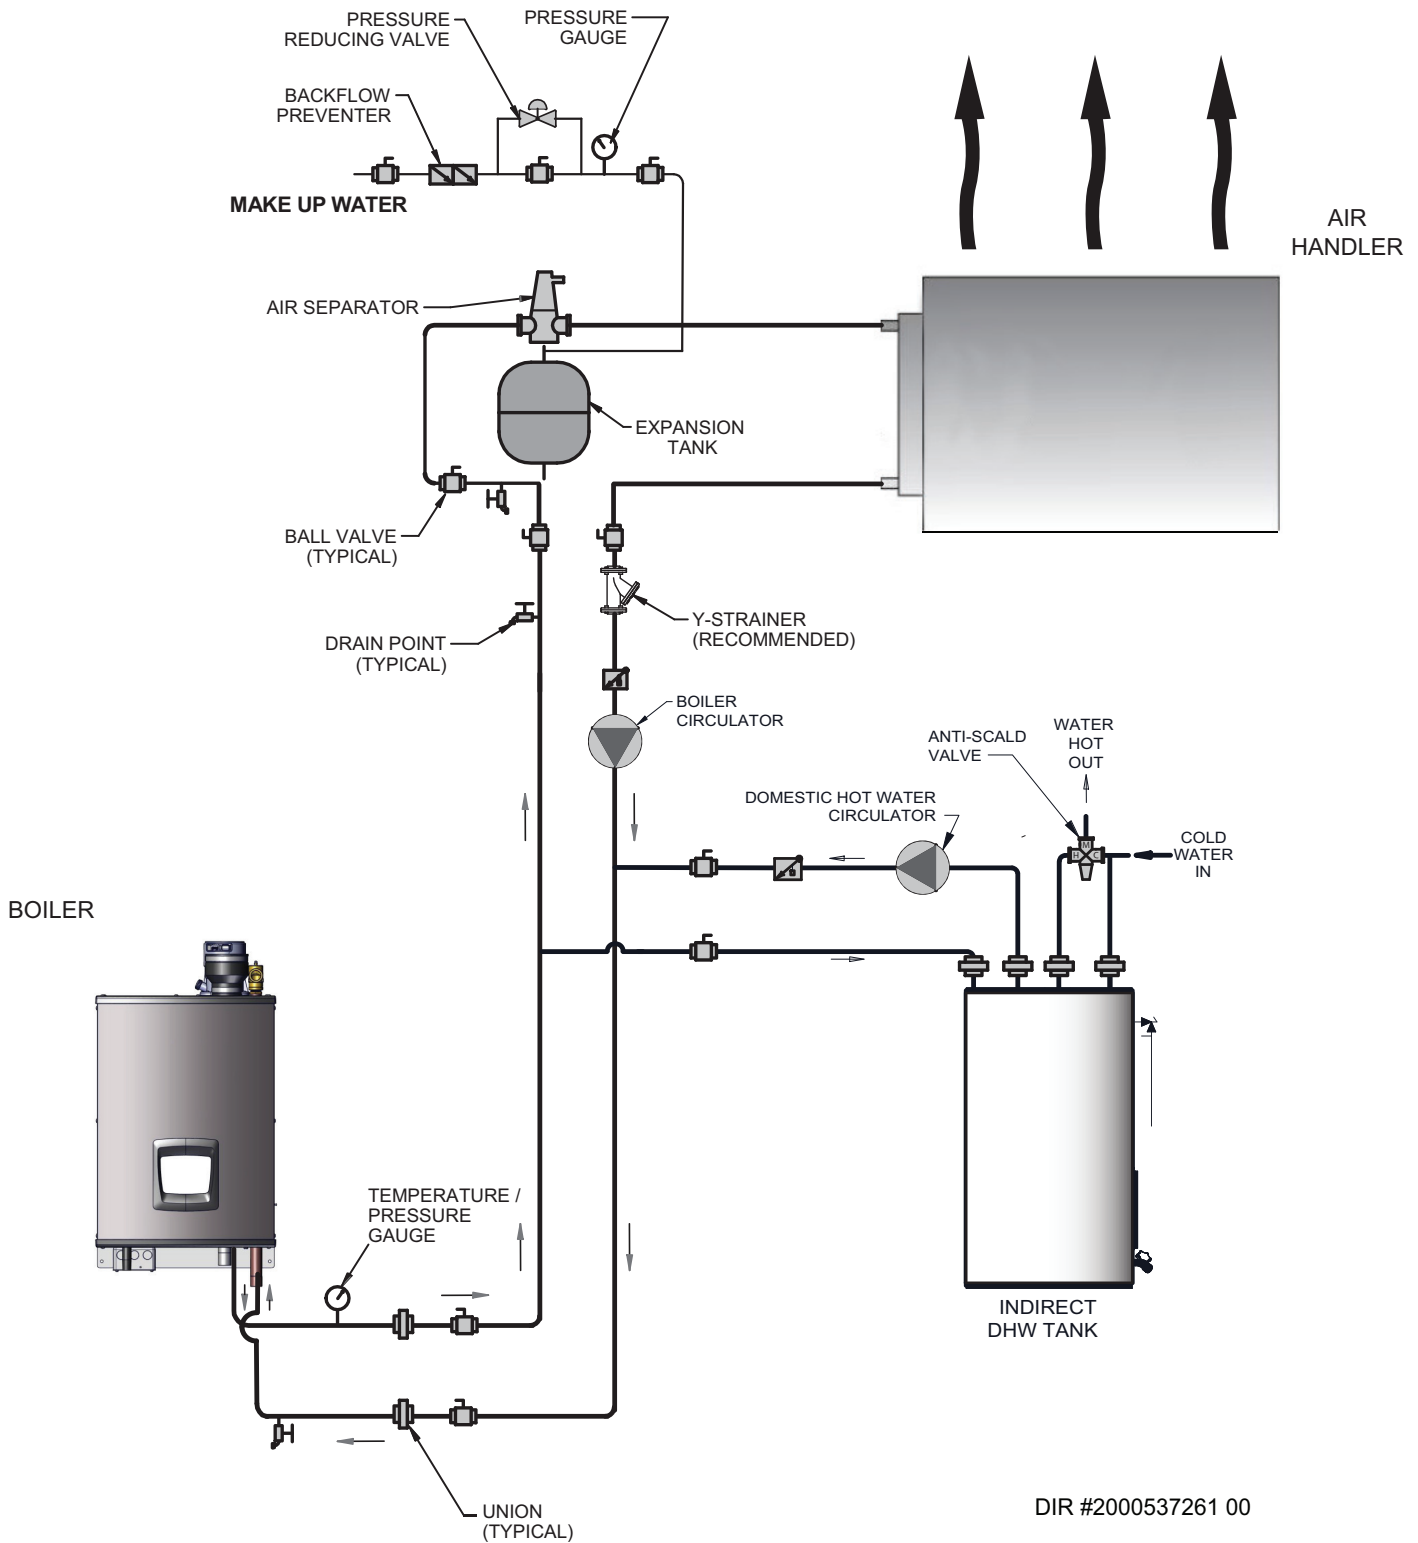 PRESSURE
REDUCING VALVE
PRESSURE
GAUGE
BACKFLOW
PREVENTER
MAKE UP WATER
AIR
HANDLER
AIR SEPARATOR
EXPANSION
TANK
BALL VALVE
(TYPICAL)
Y-STRAINER
(RECOMMENDED)
DRAIN POINT
(TYPICAL)
BOILER
CIRCULATOR
ANTI-SCALD
VALVE
WATER
HOT
OUT
DOMESTIC HOT WATER
CIRCULATOR
M
H
C
COLD
WATER
IN
BOILER
TEMPERATURE /
PRESSURE
GAUGE
INDIRECT
DHW TANK
UNION
(TYPICAL)
DIR #2000537261 00